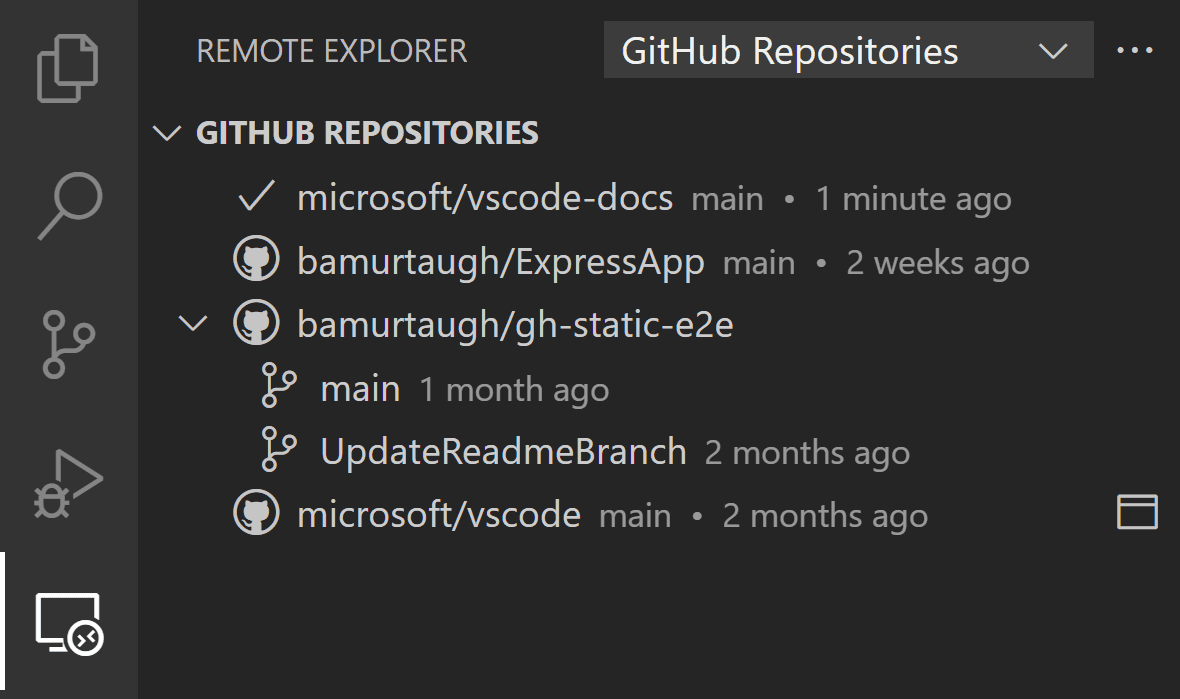 REMOTE EXPLORER GitHub Repositories
GITHUB REPOSITORIES
microsoft/vscode-docs main • 1 minute ago
bamurtaugh/ExpressApp main • 2 weeks ago
bamurtaugh/gh-static-e2e
main 1 month ago
UpdateReadmeBranch 2 months ago
microsoft/vscode main • 2 months ago